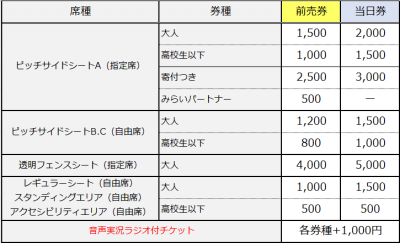 席種 券種 前売券 当日券
大人 1,500 2,000
高校生以下 1,000 1,500
ピッチサイドシートA（指定席）
寄付つき 2,500 3,000
みらいパートナー 500 －
大人 1,200 1,500
ピッチサイドシートB.C（自由席）
高校生以下 800 1,000
透明フェンスシート（指定席） 大人 4,000 5,000
レギュラーシート（自由席） 大人 1,000 1,500
スタンディングエリア（自由席）
アクセシビリティエリア（自由席） 高校生以下 500 500
音声実況ラジオ付チケット 各券種+1,000円